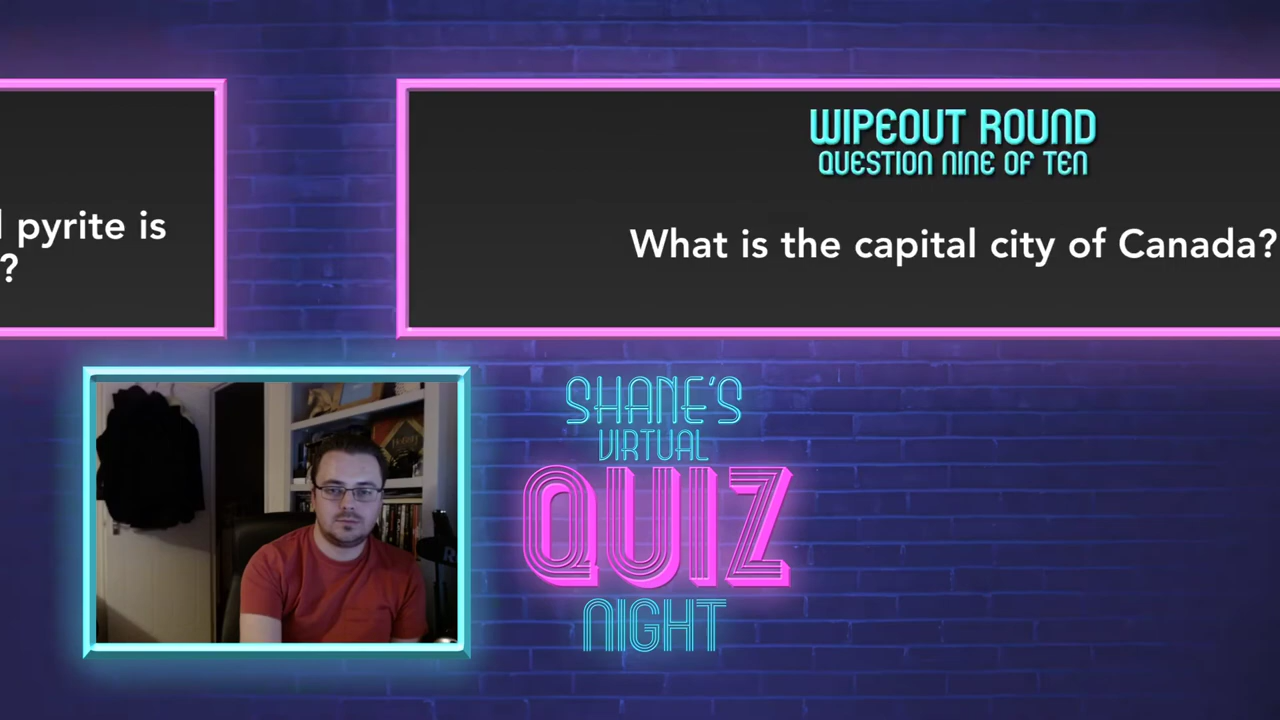 pyrite is
?
WIPEOUT ROUND
QUESTION NINE OF TEN
What is the capital city of Canada?
SHANE'S
VIRTUAL
QUIZ
NIGHT